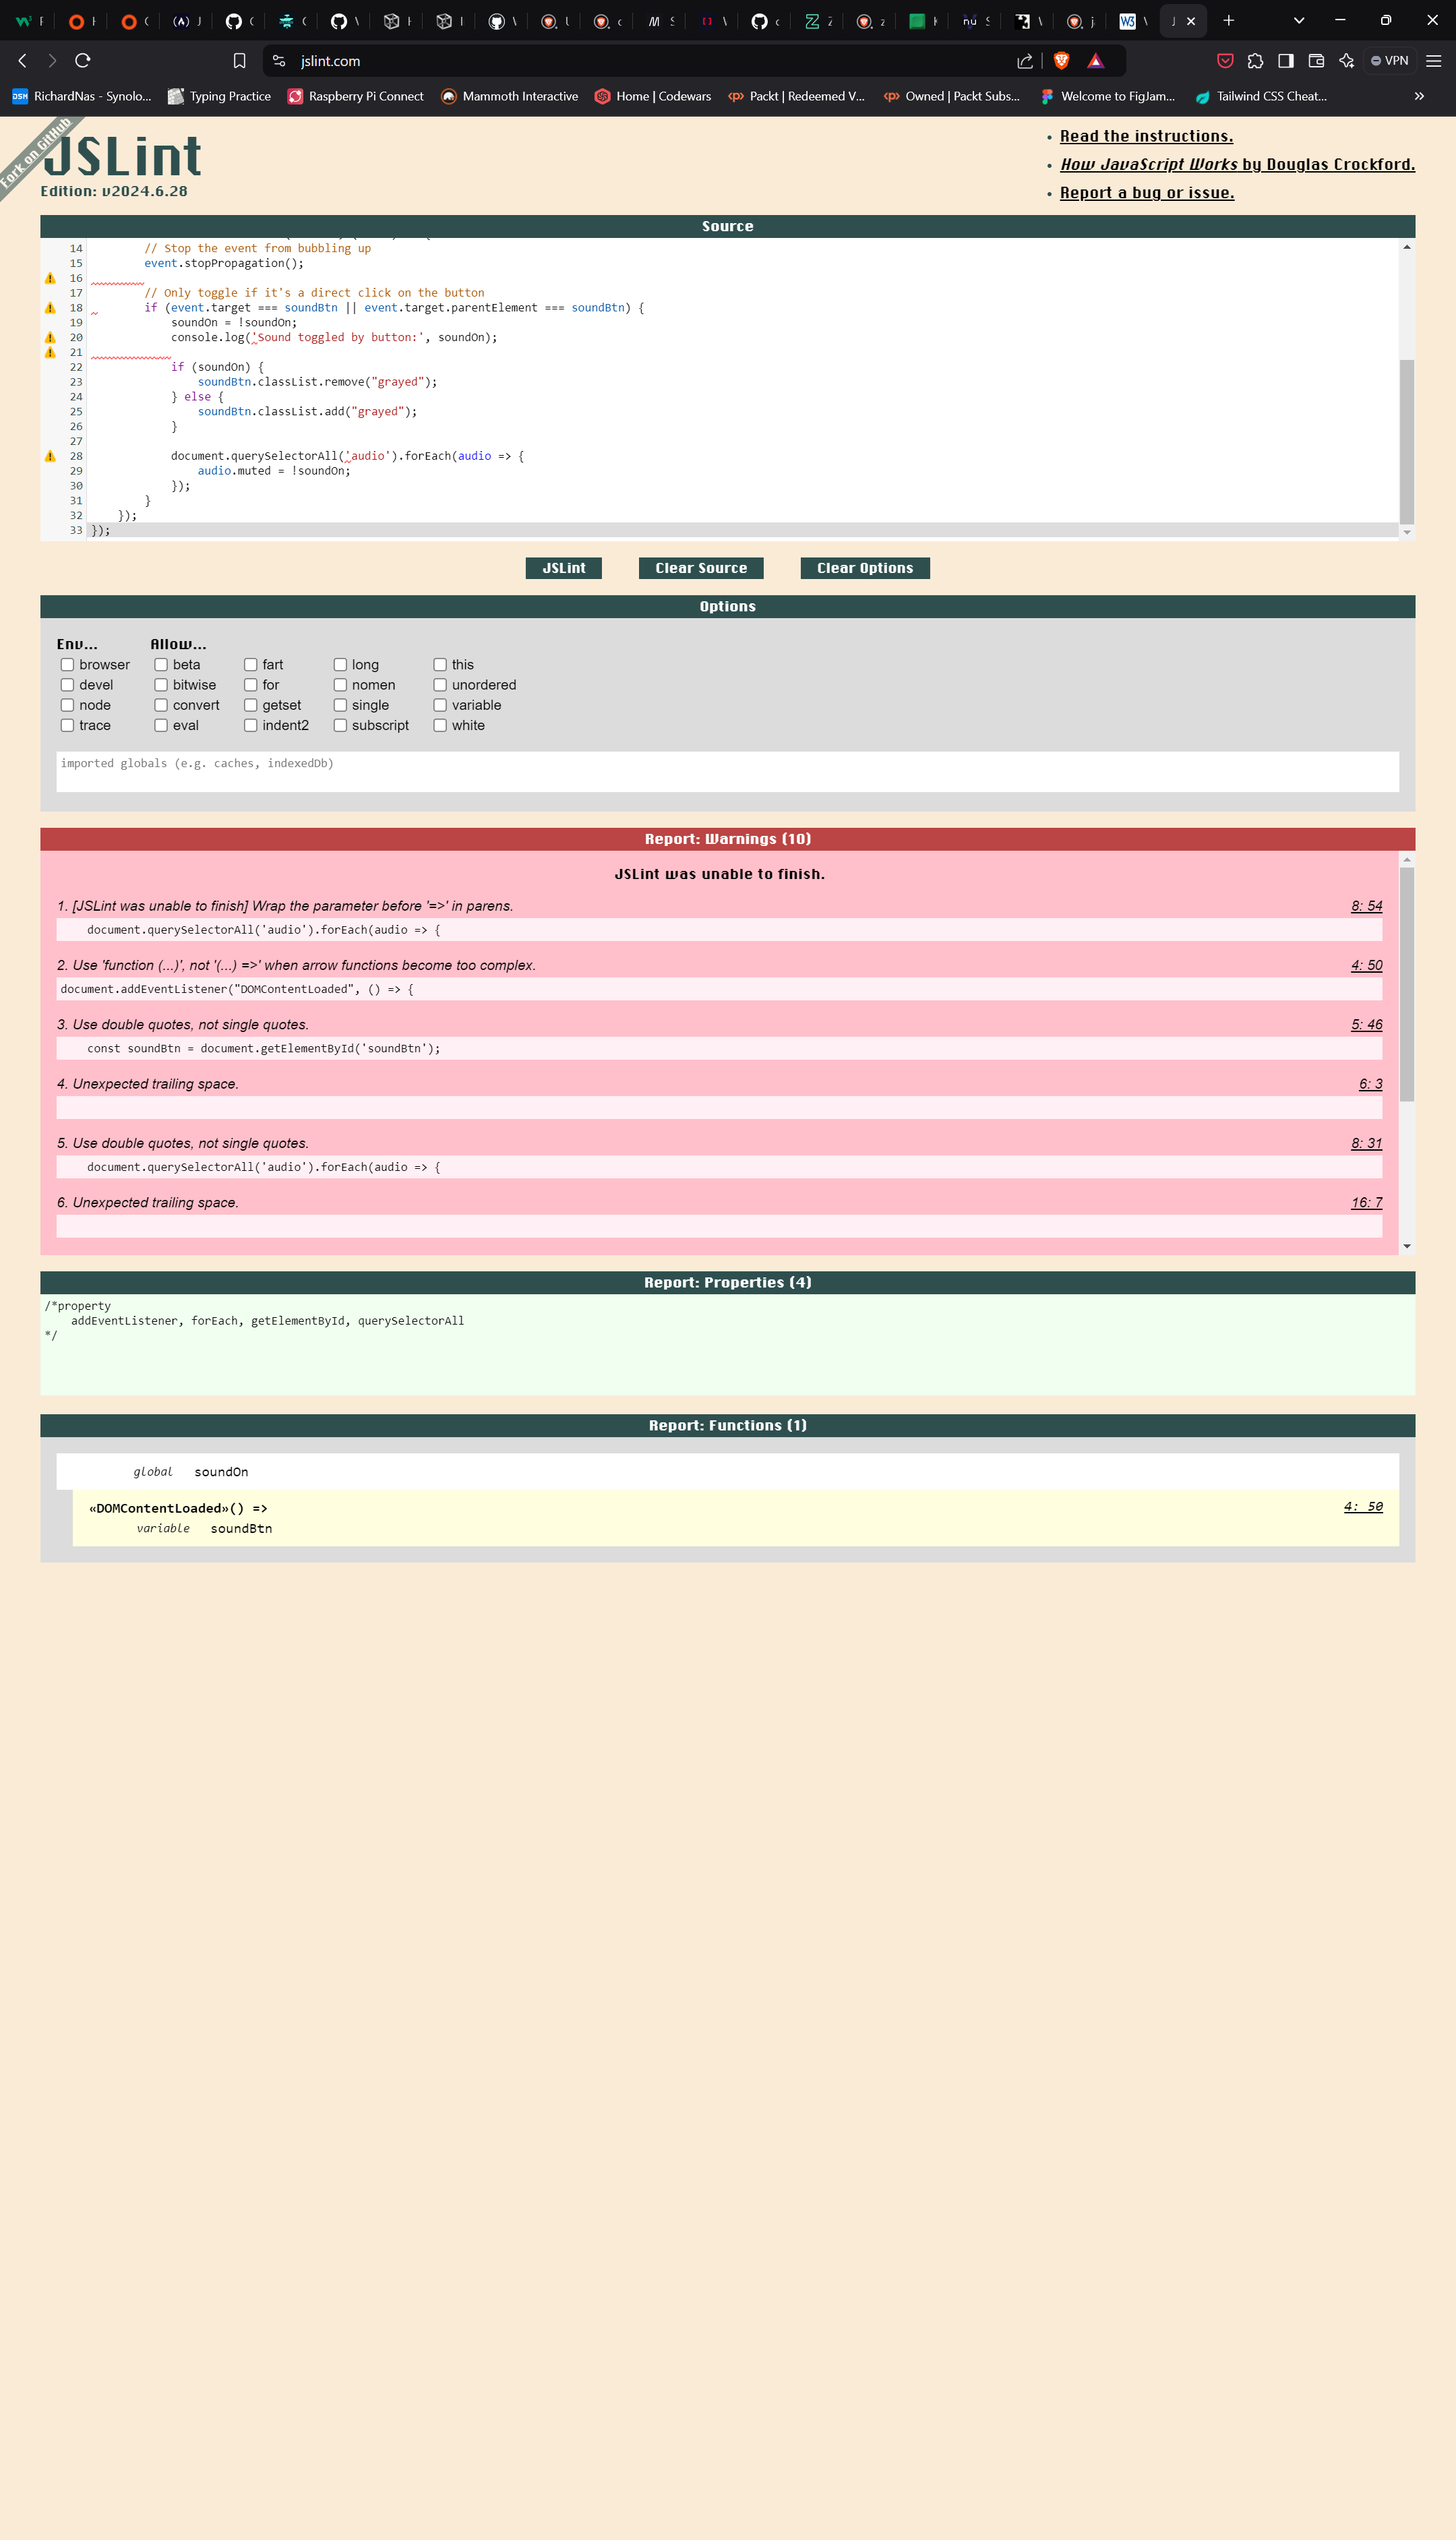 jslint.com
VPN
RichardNas - Synolo...
Typing Practice
Raspberry Pi Connect
Mammoth Interactive
Home | Codewars
Packt | Redeemed V...
Owned | Packt Subs...
Welcome to FigJam...
Tailwind CSS Cheat...
Fork on GitHub
JSLint
Edition: v2024.6.28
Read the instructions.
How JavaScript Works by Douglas Crockford.
Report a bug or issue.
Source
14 // Stop the event from bubbling up
15 event.stopPropagation();
16
17 // Only toggle if it's a direct click on the button
18 if (event.target === soundBtn || event.target.parentElement === soundBtn) {
19 soundOn = !soundOn;
20 console.log('Sound toggled by button:', soundOn);
21
22 if (soundOn) {
23 soundBtn.classList.remove("grayed");
24 } else {
25 soundBtn.classList.add("grayed");
26 }
27
28 document.querySelectorAll('audio').forEach(audio => {
29 audio.muted = !soundOn;
30 });
31 }
32 });
33 });
JSLint Clear Source Clear Options
Options
Env... Allow...
browser beta fart long this
devel bitwise for nomen unordered
node convert getset single variable
trace eval indent2 subscript white
imported globals (e.g. caches, indexedDb)
Report: Warnings (10)
JSLint was unable to finish.
1. [JSLint was unable to finish] Wrap the parameter before '=>' in parens. 8: 54
document.querySelectorAll('audio').forEach(audio => {
2. Use 'function (...)', not '(...) =>' when arrow functions become too complex. 4: 50
document.addEventListener("DOMContentLoaded", () => {
3. Use double quotes, not single quotes. 5: 46
const soundBtn = document.getElementById('soundBtn');
4. Unexpected trailing space. 6: 3
5. Use double quotes, not single quotes. 8: 31
document.querySelectorAll('audio').forEach(audio => {
6. Unexpected trailing space. 16: 7
Report: Properties (4)
/*property
addEventListener, forEach, getElementById, querySelectorAll
*/
Report: Functions (1)
global soundOn
«DOMContentLoaded»() => 4: 50
variable soundBtn